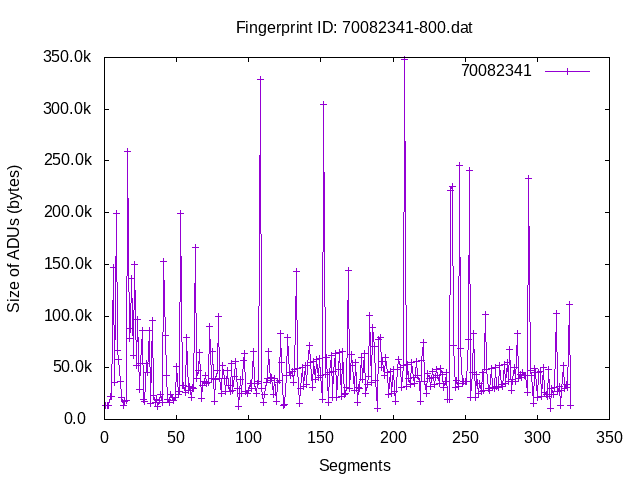 Fingerprint ID: 70082341-800.dat
350.0k
70082341
300.0k
250.0k
200.0k
150.0k
100.0k
50.0k
0.0
Size of ADUs (bytes)
0 50 100 150 200 250 300 350
Segments